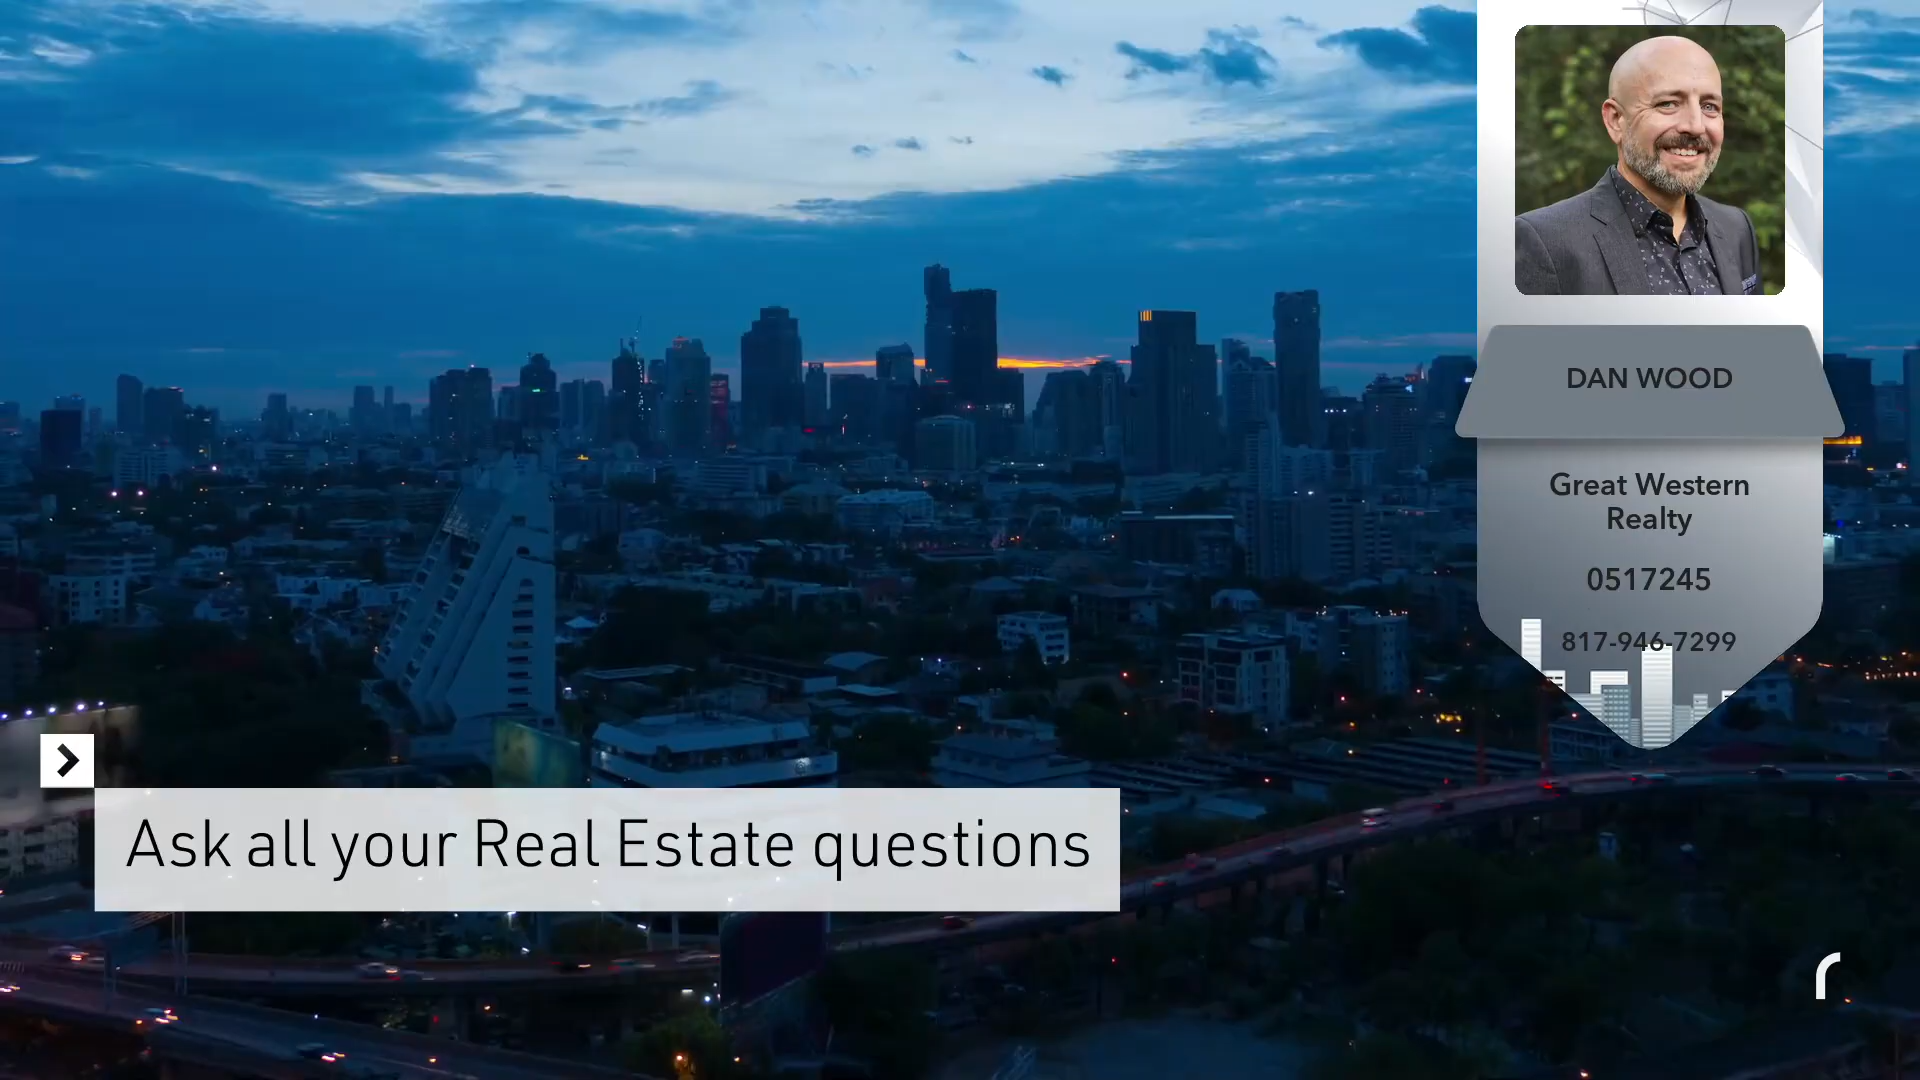 DAN WOOD
Great Western
Realty
0517245
817-946-7299
Ask all your Real Estate questions